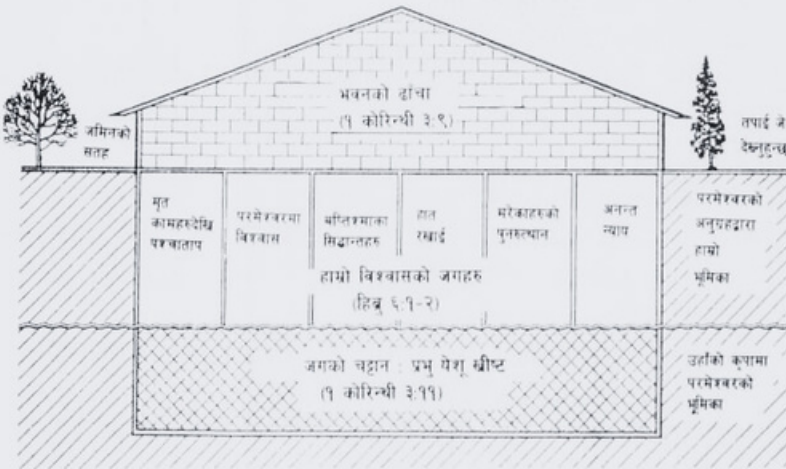 भवनको ढाँचा
(१ कोरिन्थी ३:९)
जमिनको
सतह
तपाई जे
देख्नुहुन्छ
मृत
कामहरुदेखि
पश्चाताप
परमेश्वरमा
विश्वास
बप्तिश्माका
सिद्धान्तहरु
हात
रखाई
मरेकाहरुको
पुनरुत्थान
अनन्त
न्याय
परमेश्वरको
अनुग्रहद्वारा
हाम्रो
भूमिका
हाम्रो विश्वासको जगहरु
(हिब्रु ६:१-२)
जगको चट्टान : प्रभु येशू ख्रीष्ट
(१ कोरिन्थी ३:११)
उहाँको कृपामा
परमेश्वरको
भूमिका